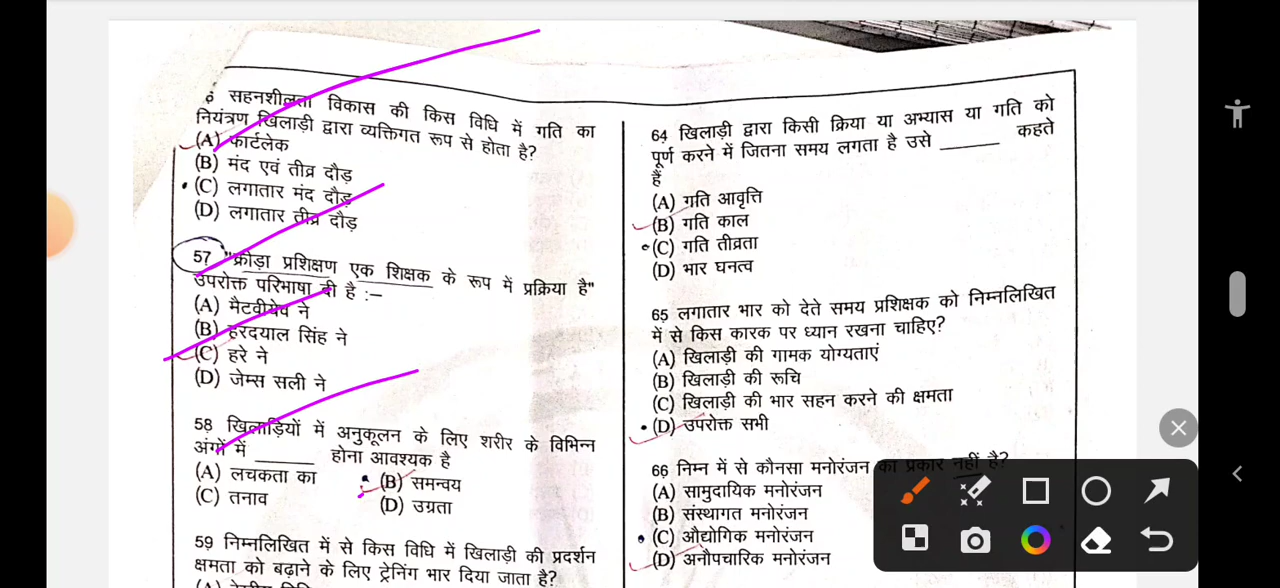 6 सहनशीलता विकास की किस विधि में गति का
नियंत्रण खिलाड़ी द्वारा व्यक्तिगत रूप से होता है?
(A) फार्टलेक
(B) मंद एवं तीव्र दौड़
(C) लगातार मंद दौड़
(D) लगातार तीव्र दौड़
57 "क्रीड़ा प्रशिक्षण एक शिक्षक के रूप में प्रक्रिया है"
उपरोक्त परिभाषा दी है :–
(A) मैटवीयेव ने
(B) हरदयाल सिंह ने
(C) हरे ने
(D) जेम्स सली ने
58 खिलाड़ियों में अनुकूलन के लिए शरीर के विभिन्न
अंगों में ______ होना आवश्यक है
(A) लचकता का (B) समन्वय
(C) तनाव (D) उग्रता
59 निम्नलिखित में से किस विधि में खिलाड़ी की प्रदर्शन
क्षमता को बढ़ाने के लिए ट्रेनिंग भार दिया जाता है?
64 खिलाड़ी द्वारा किसी क्रिया या अभ्यास या गति को
पूर्ण करने में जितना समय लगता है उसे ______ कहते
हैं
(A) गति आवृत्ति
(B) गति काल
(C) गति तीव्रता
(D) भार घनत्व
65 लगातार भार को देते समय प्रशिक्षक को निम्नलिखित
में से किस कारक पर ध्यान रखना चाहिए?
(A) खिलाड़ी की गामक योग्यताएं
(B) खिलाड़ी की रूचि
(C) खिलाड़ी की भार सहन करने की क्षमता
(D) उपरोक्त सभी
66 निम्न में से कौनसा मनोरंजन का प्रकार नहीं है?
(A) सामुदायिक मनोरंजन
(B) संस्थागत मनोरंजन
(C) औद्योगिक मनोरंजन
(D) अनौपचारिक मनोरंजन